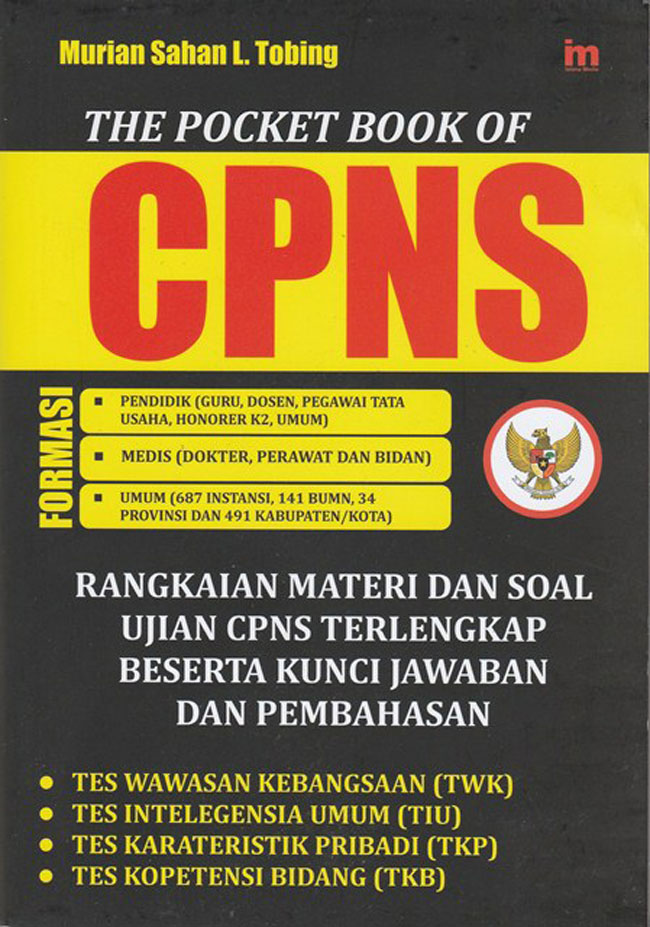 Murian Sahan L. Tobing
im
Istana Media
THE POCKET BOOK OF
CPNS
FORMASI
▪ PENDIDIK (GURU, DOSEN, PEGAWAI TATA
USAHA, HONORER K2, UMUM)
▪ MEDIS (DOKTER, PERAWAT DAN BIDAN)
▪ UMUM (687 INSTANSI, 141 BUMN, 34
PROVINSI DAN 491 KABUPATEN/KOTA)
RANGKAIAN MATERI DAN SOAL
UJIAN CPNS TERLENGKAP
BESERTA KUNCI JAWABAN
DAN PEMBAHASAN
• TES WAWASAN KEBANGSAAN (TWK)
• TES INTELEGENSIA UMUM (TIU)
• TES KARATERISTIK PRIBADI (TKP)
• TES KOPETENSI BIDANG (TKB)